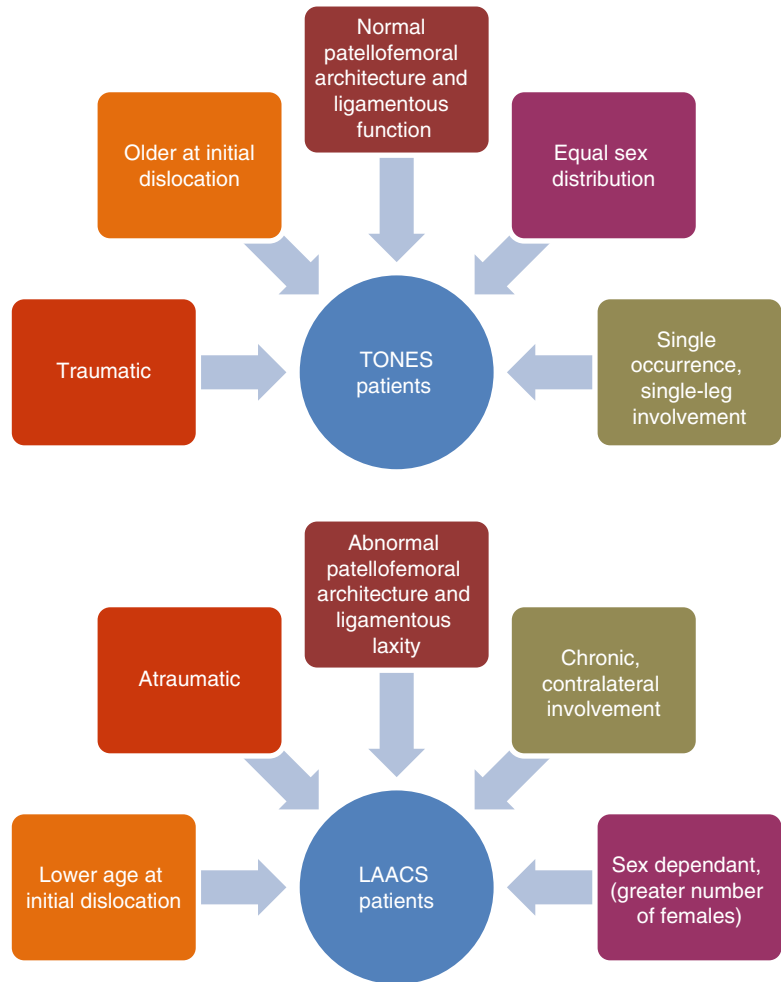 Normal
patellofemoral
architecture and
ligamentous
function
Older at initial
dislocation
Equal sex
distribution
Traumatic
TONES
patients
Single
occurrence,
single-leg
involvement
Abnormal
patellofemoral
architecture and
ligamentous
laxity
Atraumatic
Chronic,
contralateral
involvement
Lower age at
initial dislocation
LAACS
patients
Sex dependant,
(greater number
of females)